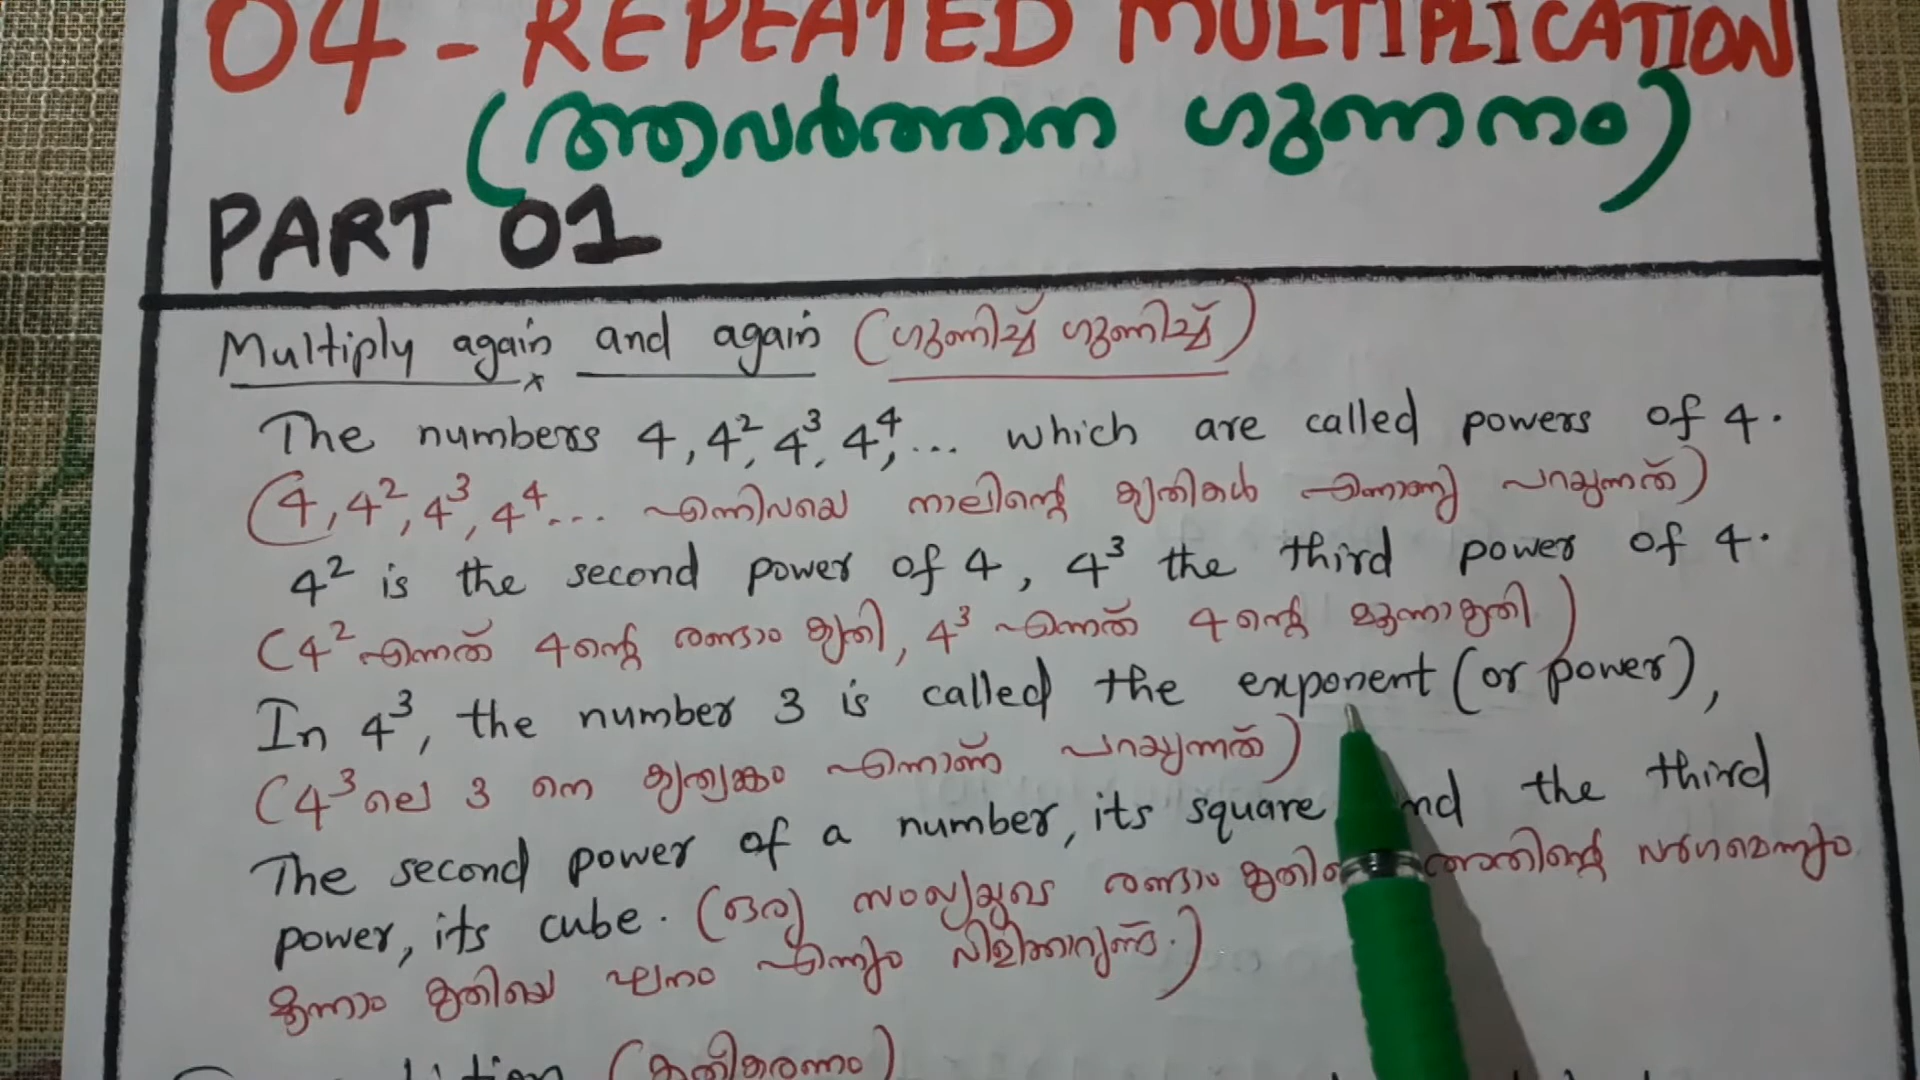 04 - REPEATED MULTIPLICATION
(ആവർത്തന ഗുണനം)
PART 01
Multiply again and again (ഗുണിച്ച് ഗുണിച്ച്)
The numbers 4, 4², 4³, 4⁴, ... which are called powers of 4.
(4, 4², 4³, 4⁴ ... എന്നിവയെ നാലിന്റെ കൃതികൾ എന്നാണു പറയുന്നത്)
4² is the second power of 4, 4³ the third power of 4.
(4² എന്നത് 4ന്റെ രണ്ടാം കൃതി, 4³ എന്നത് 4ന്റെ മൂന്നാകൃതി)
In 4³, the number 3 is called the exponent (or power),
(4³ലെ 3 നെ കൃത്യങ്കം എന്നാണ് പറയുന്നത്)
The second power of a number, its square and the third
power, its cube. (ഒരു സംഖ്യയുടെ രണ്ടാം വർഗമെന്നും
മൂന്നാം കൃതിയെ ഘനം എന്നും വിളിക്കാറുണ്ട്.)
(കൃതികരണം)